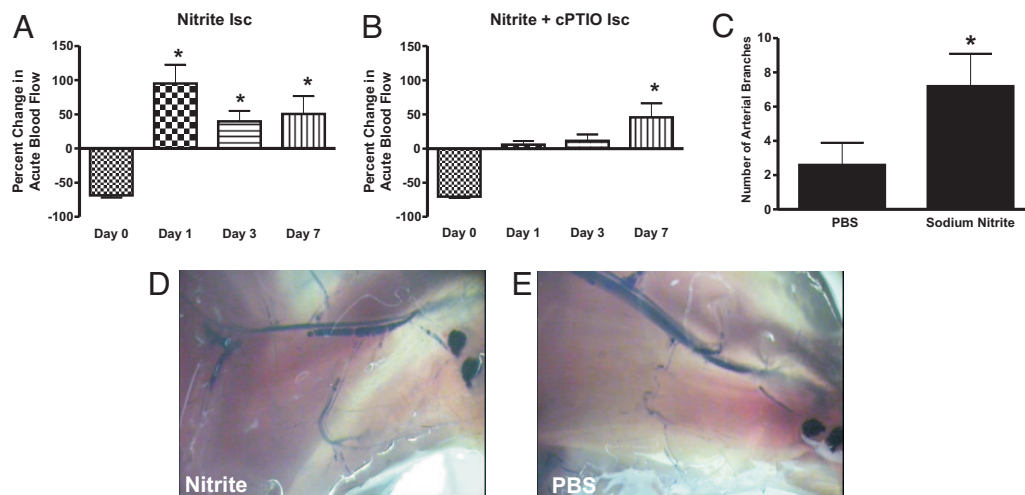 A
Nitrite Isc
Percent Change in
Acute Blood Flow
150
100
50
0
-50
-100
*
*
*
Day 0 Day 1 Day 3 Day 7
B
Nitrite + cPTIO Isc
Percent Change in
Acute Blood Flow
150
100
50
0
-50
-100
*
Day 0 Day 1 Day 3 Day 7
C
Number of Arterial Branches
10
8
6
4
2
0
*
PBS Sodium Nitrite
D
Nitrite
E
PBS